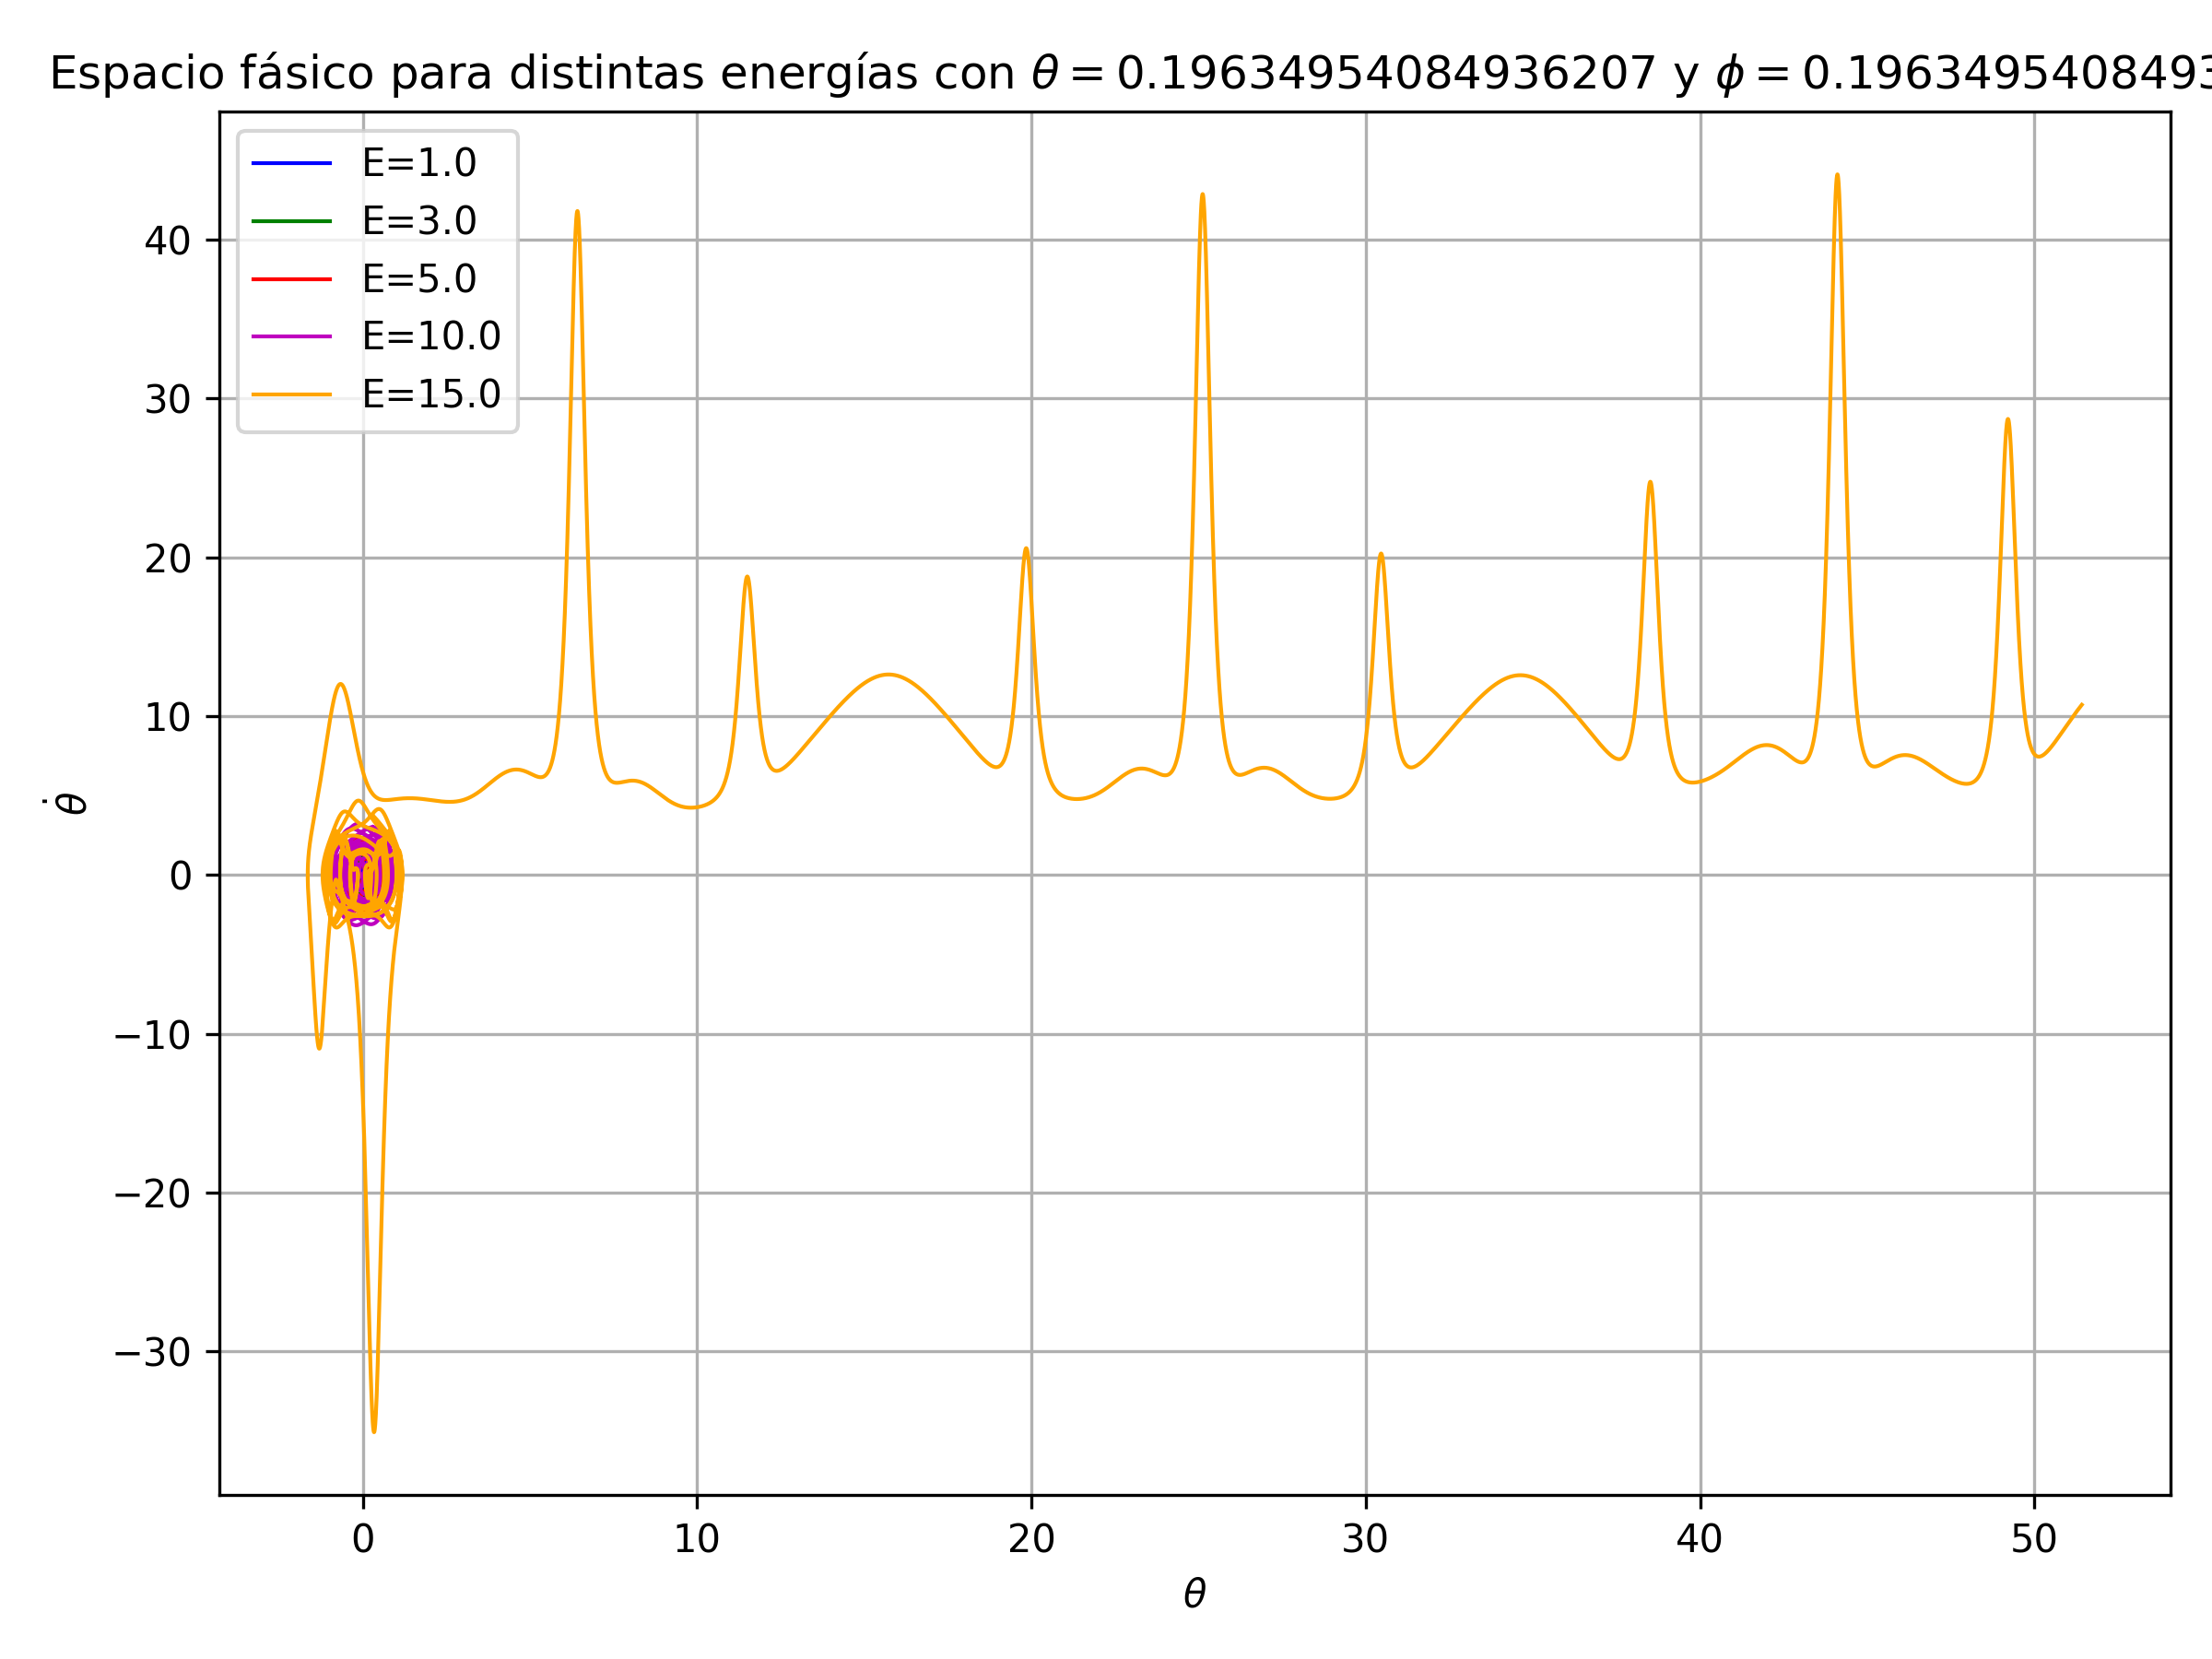 Espacio fásico para distintas energías con θ = 0.19634954084936207 y ϕ = 0.1963495408493
E=1.0
E=3.0
E=5.0
E=10.0
E=15.0
40
30
20
10
0
−10
−20
−30
θ̇
0 10 20 30 40 50
θ